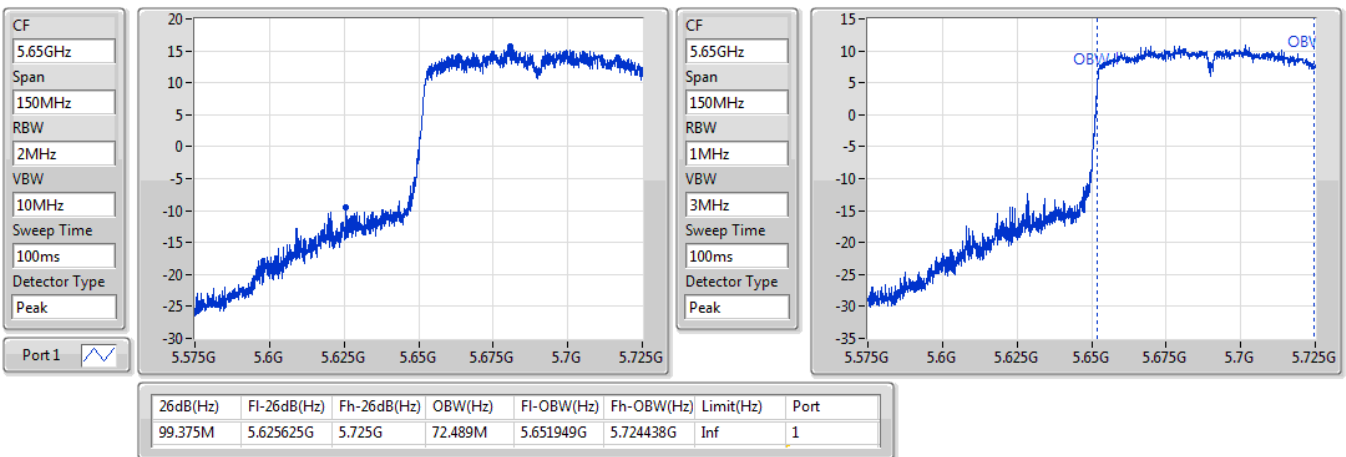 CF
5.65GHz
Span
150MHz
RBW
2MHz
VBW
10MHz
Sweep Time
100ms
Detector Type
Peak
Port 1
20
15
10
5
0
-5
-10
-15
-20
-25
-30
5.575G 5.6G 5.625G 5.65G 5.675G 5.7G 5.725G
CF
5.65GHz
Span
150MHz
RBW
1MHz
VBW
3MHz
Sweep Time
100ms
Detector Type
Peak
15
10
5
0
-5
-10
-15
-20
-25
-30
-35
OBW
OBW
5.575G 5.6G 5.625G 5.65G 5.675G 5.7G 5.725G
26dB(Hz) Fl-26dB(Hz) Fh-26dB(Hz) OBW(Hz) Fl-OBW(Hz) Fh-OBW(Hz) Limit(Hz) Port
99.375M 5.625625G 5.725G 72.489M 5.651949G 5.724438G Inf 1